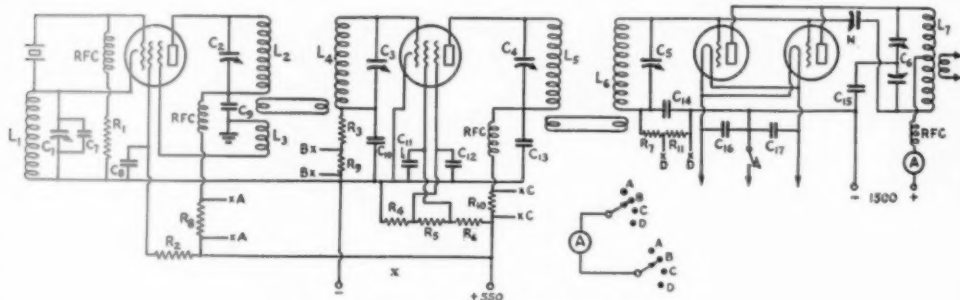 RFC
C2
L2
L4
C3
C4
L5
L6
C5
N
L7
C6
L1
C1
C7
R1
C8
RFC
C9
L3
R3
Bx
R9
Bx
C10
C11
C12
RFC
C13
C14
R7
R11
x
D
x
D
C16
C17
A
C15
RFC
A
R8
xA
xA
R2
x
R4
R5
R6
R10
xC
xC
- 1500 +
-
+550
A
A
B
C
D
A
B
C
D